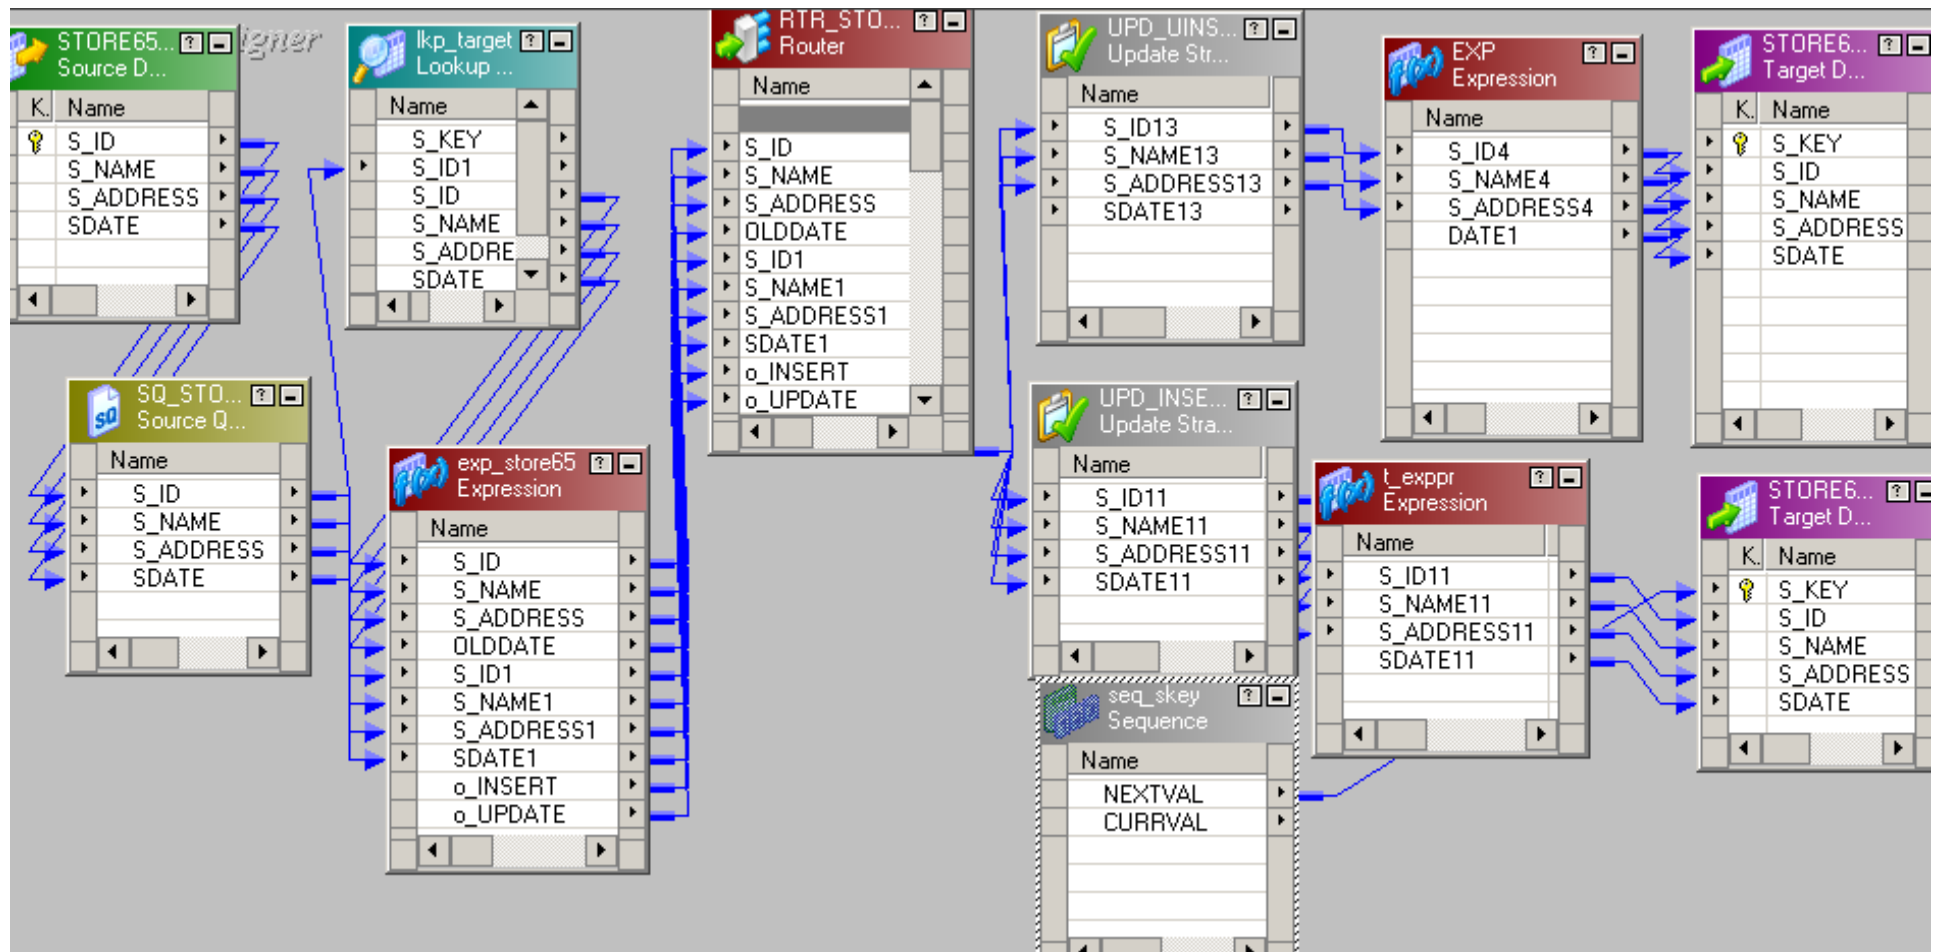 STORE65...
Source D...
K. Name
S_ID
S_NAME
S_ADDRESS
SDATE
igner
lkp_target
Lookup ...
Name
S_KEY
S_ID1
S_ID
S_NAME
S_ADDRE
SDATE
SQ_STO...
Source Q...
Name
S_ID
S_NAME
S_ADDRESS
SDATE
exp_store65
Expression
Name
S_ID
S_NAME
S_ADDRESS
OLDDATE
S_ID1
S_NAME1
S_ADDRESS1
SDATE1
o_INSERT
o_UPDATE
RTR_STO...
Router
Name
S_ID
S_NAME
S_ADDRESS
OLDDATE
S_ID1
S_NAME1
S_ADDRESS1
SDATE1
o_INSERT
o_UPDATE
UPD_UINS...
Update Str...
Name
S_ID13
S_NAME13
S_ADDRESS13
SDATE13
EXP
Expression
Name
S_ID4
S_NAME4
S_ADDRESS4
DATE1
STORE6...
Target D...
K. Name
S_KEY
S_ID
S_NAME
S_ADDRESS
SDATE
UPD_INSE...
Update Stra...
Name
S_ID11
S_NAME11
S_ADDRESS11
SDATE11
t_exppr
Expression
Name
S_ID11
S_NAME11
S_ADDRESS11
SDATE11
STORE6...
Target D...
K. Name
S_KEY
S_ID
S_NAME
S_ADDRESS
SDATE
seq_skey
Sequence
Name
NEXTVAL
CURRVAL